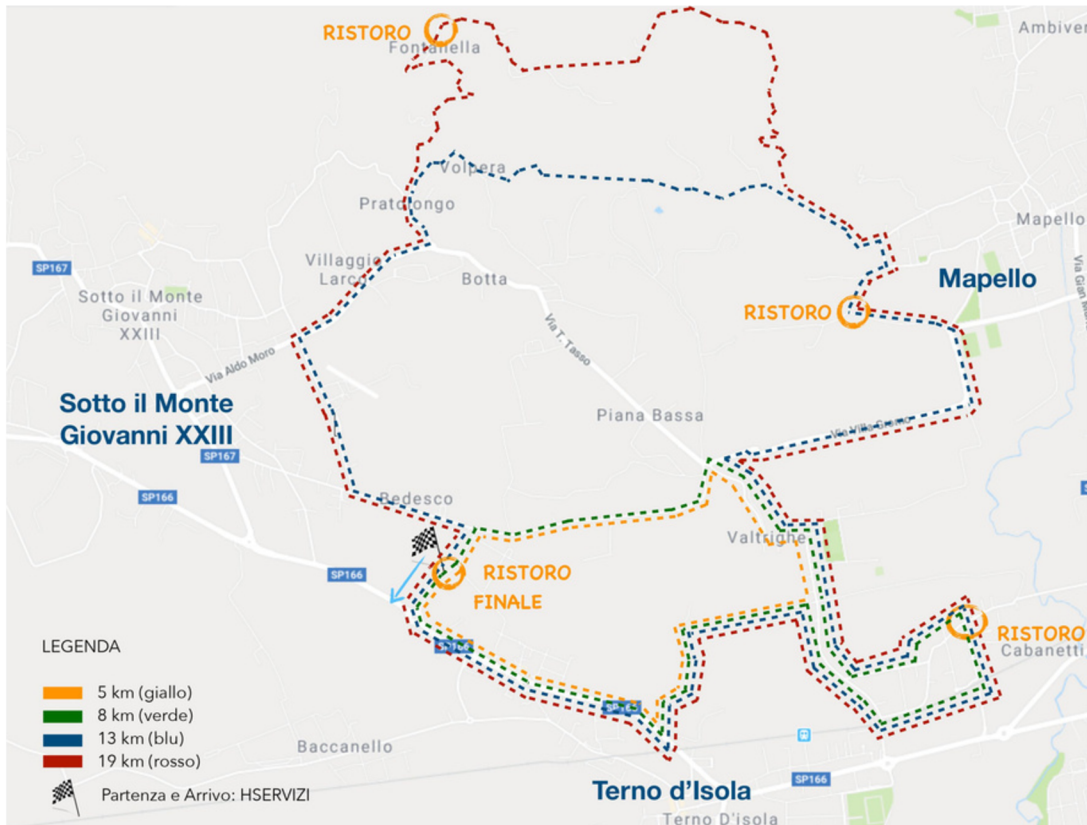 RISTORO
Fontanella
Ambiver
Volpera
Pratolongo
Mapello
Villaggio
Larco
Botta
SP167
Sotto il Monte
Giovanni
XXIII
Mapello
RISTORO
Via T. Tasso
Via Aldo Moro
Piana Bassa
Via Villa Gromo
Sotto il Monte
Giovanni XXIII
SP167
SP166
Bedesco
Valtrighe
SP166
RISTORO
FINALE
RISTORO
Cabanetti
LEGENDA
5 km (giallo)
8 km (verde)
13 km (blu)
19 km (rosso)
Partenza e Arrivo: HSERVIZI
Baccanello
SP166
Terno d'Isola
Terno D'isola